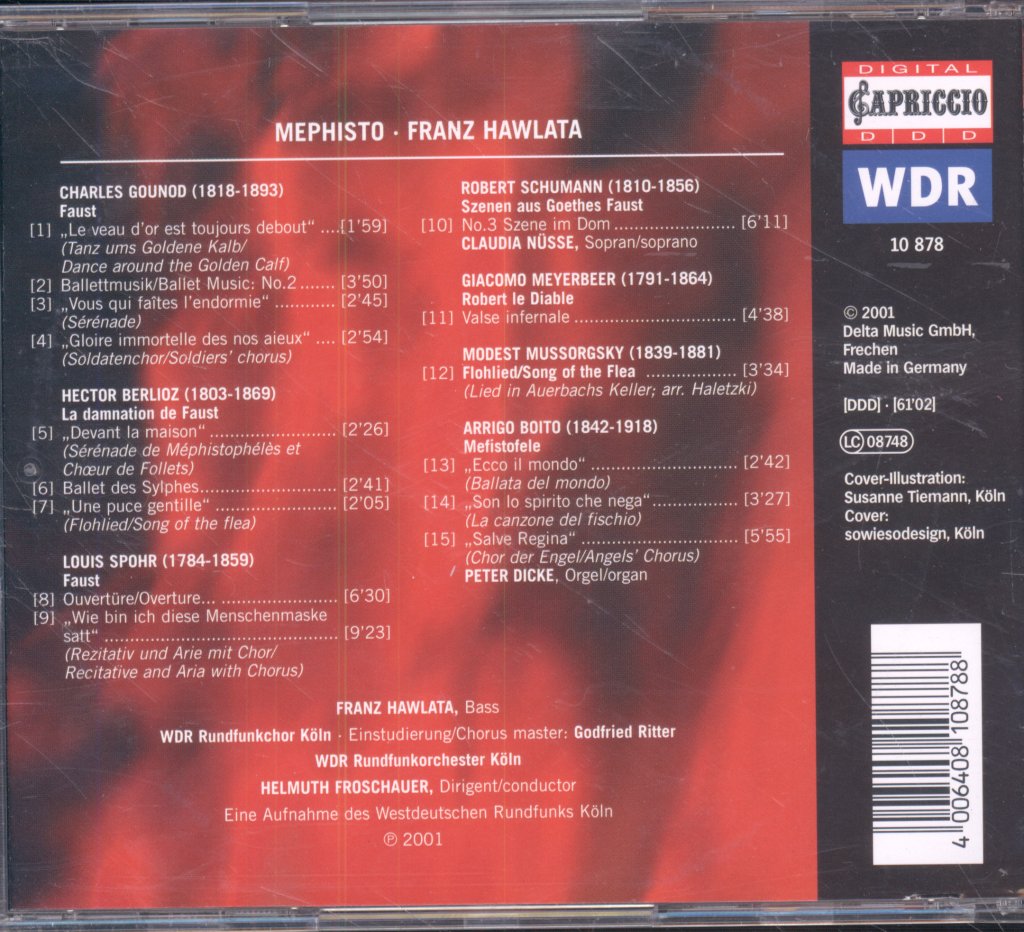 MEPHISTO · FRANZ HAWLATA
CHARLES GOUNOD (1818-1893)
Faust
[1] „Le veau d'or est toujours debout“ ....[1'59]
(Tanz ums Goldene Kalb/
Dance around the Golden Calf)
[2] Ballettmusik/Ballet Music: No.2 ....... [3'50]
[3] „Vous qui faîtes l'endormie“ ............ [2'45]
(Sérénade)
[4] „Gloire immortelle des nos aieux“ .... [2'54]
(Soldatenchor/Soldiers' chorus)
HECTOR BERLIOZ (1803-1869)
La damnation de Faust
[5] „Devant la maison“ ......................... [2'26]
(Sérénade de Méphistophélès et
Chœur de Follets)
[6] Ballet des Sylphes........................... [2'41]
[7] „Une puce gentille“ ........................ [2'05]
(Flohlied/Song of the flea)
LOUIS SPOHR (1784-1859)
Faust
[8] Ouvertüre/Overture... ....................... [6'30]
[9] „Wie bin ich diese Menschenmaske
satt“ .............................................. [9'23]
(Rezitativ und Arie mit Chor/
Recitative and Aria with Chorus)
ROBERT SCHUMANN (1810-1856)
Szenen aus Goethes Faust
[10] No.3 Szene im Dom ........................ [6'11]
CLAUDIA NÜSSE, Sopran/soprano
GIACOMO MEYERBEER (1791-1864)
Robert le Diable
[11] Valse infernale ................................ [4'38]
MODEST MUSSORGSKY (1839-1881)
[12] Flohlied/Song of the Flea .................. [3'34]
(Lied in Auerbachs Keller; arr. Haletzki)
ARRIGO BOITO (1842-1918)
Mefistofele
[13] „Ecco il mondo“ ............................. [2'42]
(Ballata del mondo)
[14] „Son lo spirito che nega“ ................. [3'27]
(La canzone del fischio)
[15] „Salve Regina“ ............................... [5'55]
(Chor der Engel/Angels' Chorus)
PETER DICKE, Orgel/organ
FRANZ HAWLATA, Bass
WDR Rundfunkchor Köln · Einstudierung/Chorus master: Godfried Ritter
WDR Rundfunkorchester Köln
HELMUTH FROSCHAUER, Dirigent/conductor
Eine Aufnahme des Westdeutschen Rundfunks Köln
℗ 2001
DIGITAL
CAPRICCIO
D D D
WDR
10 878
© 2001
Delta Music GmbH,
Frechen
Made in Germany
[DDD] · [61'02]
LC 08748
Cover-Illustration:
Susanne Tiemann, Köln
Cover:
sowiesodesign, Köln
4 006408 108788